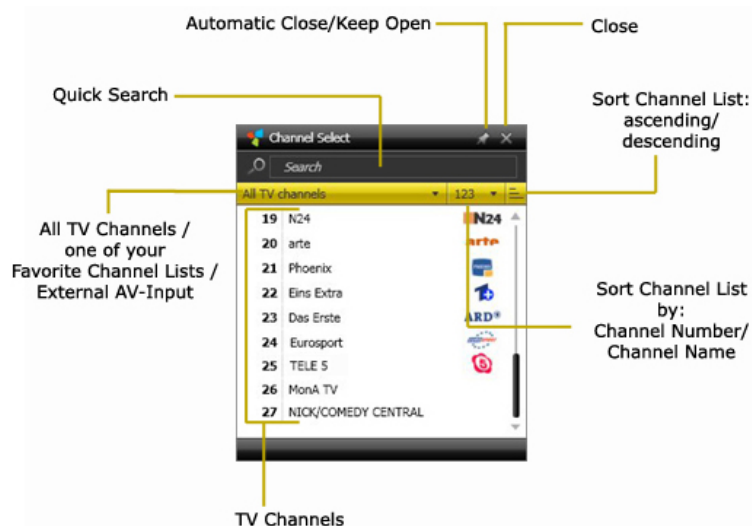 Automatic Close/Keep Open
Close
Quick Search
Sort Channel List:
ascending/
descending
Channel Select
Search
All TV channels
123
All TV Channels /
one of your
Favorite Channel Lists /
External AV-Input
19 N24 N24
20 arte arte
21 Phoenix
22 Eins Extra
23 Das Erste ARD
24 Eurosport
25 TELE 5
26 MonA TV
27 NICK/COMEDY CENTRAL
Sort Channel List
by:
Channel Number/
Channel Name
TV Channels